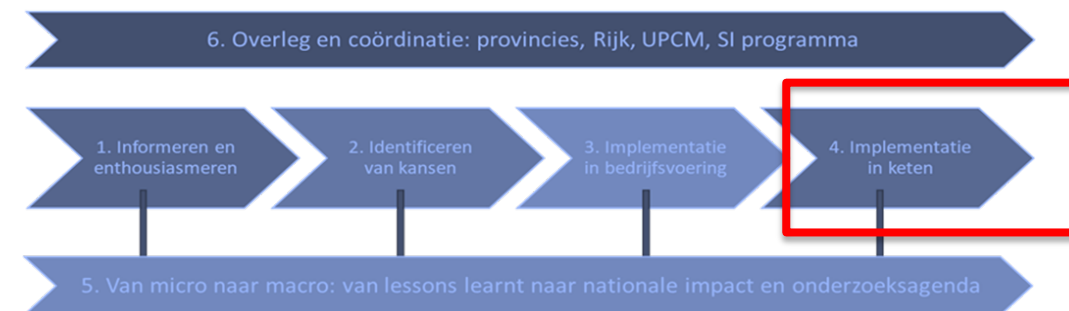 6. Overleg en coördinatie: provincies, Rijk, UPCM, SI programma
1. Informeren en
enthousiasmeren
2. Identificeren
van kansen
3. Implementatie
in bedrijfsvoering
4. Implementatie
in keten
5. Van micro naar macro: van lessons learnt naar nationale impact en onderzoeksagenda